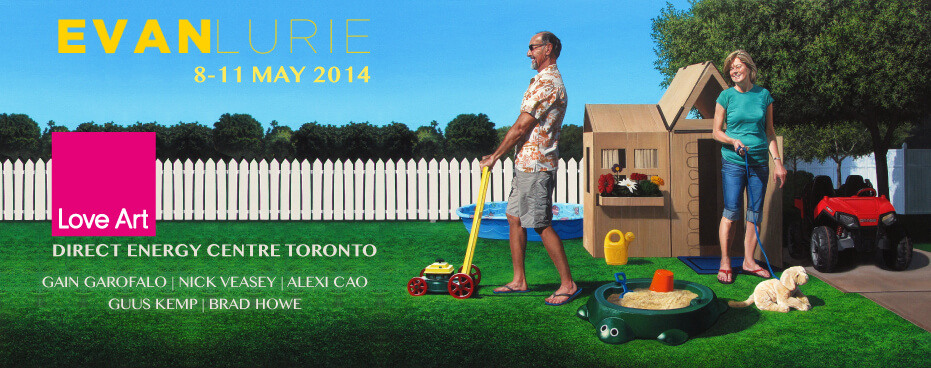 EVANLURIE
8-11 MAY 2014
Love Art
DIRECT ENERGY CENTRE TORONTO
GAIN GAROFALO | NICK VEASEY | ALEXI CAO
GUUS KEMP | BRAD HOWE